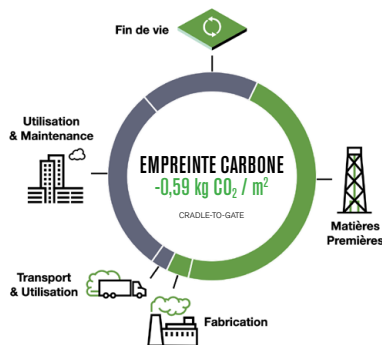 Fin de vie
Utilisation
& Maintenance
EMPREINTE CARBONE
-0,59 kg CO₂ / m²
CRADLE-TO-GATE
Matières
Premières
Transport
& Utilisation
Fabrication